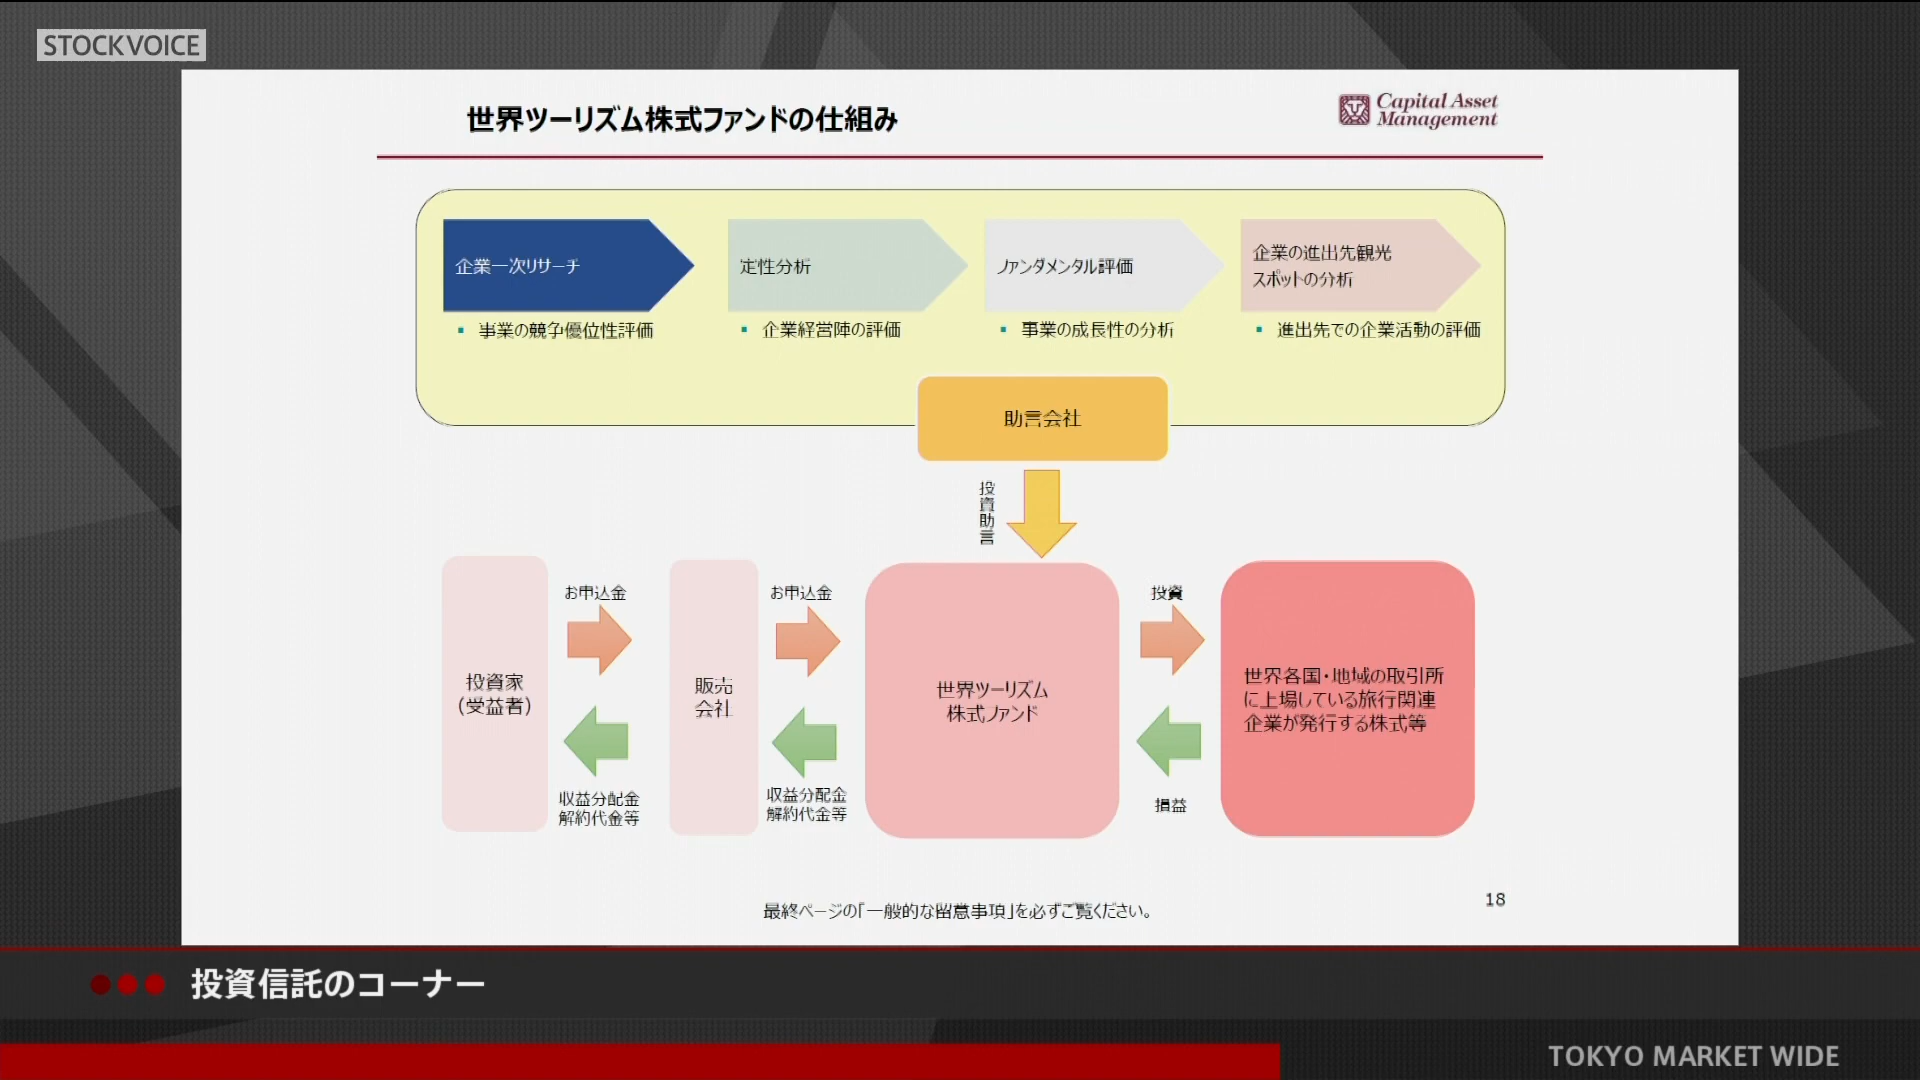 STOCKVOICE
世界ツーリズム株式ファンドの仕組み
Capital Asset
Management
企業一次リサーチ
定性分析
ファンダメンタル評価
企業の進出先観光
スポットの分析
▪ 事業の競争優位性評価
▪ 企業経営陣の評価
▪ 事業の成長性の分析
▪ 進出先での企業活動の評価
助言会社
投資助言
お申込金
お申込金
投資
投資家
(受益者)
販売
会社
世界ツーリズム
株式ファンド
世界各国・地域の取引所
に上場している旅行関連
企業が発行する株式等
収益分配金
解約代金等
収益分配金
解約代金等
損益
最終ページの「一般的な留意事項」を必ずご覧ください。
18
投資信託のコーナー
TOKYO MARKET WIDE